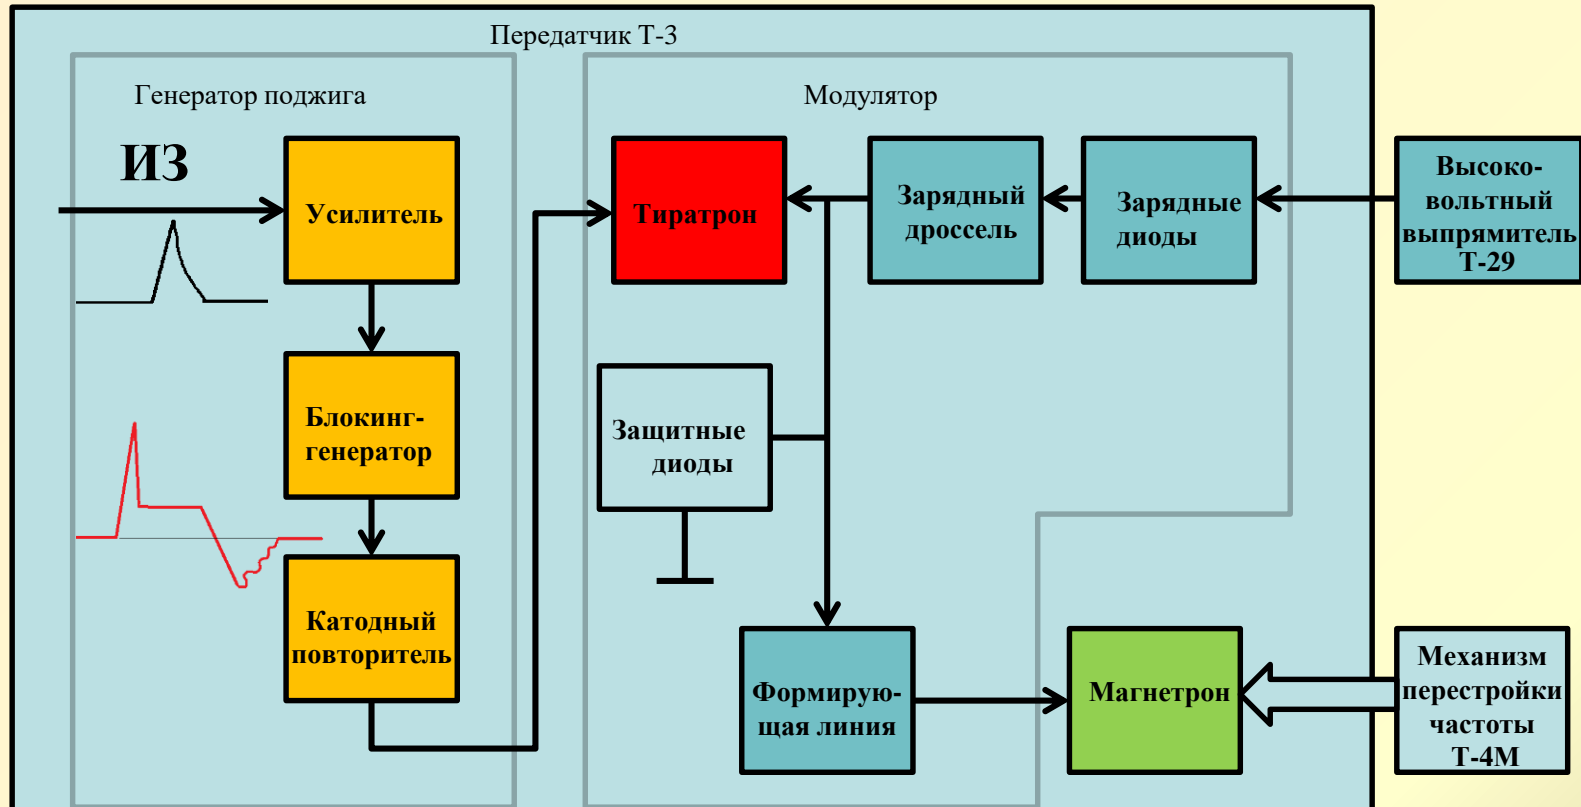 Передатчик Т-3
Генератор поджига
Модулятор
ИЗ
Усилитель
Тиратрон
Зарядный
дроссель
Зарядные
диоды
Высоко-
вольтный
выпрямитель
Т-29
Блокинг-
генератор
Защитные
диоды
Катодный
повторитель
Формирую-
щая линия
Магнетрон
Механизм
перестройки
частоты
Т-4М